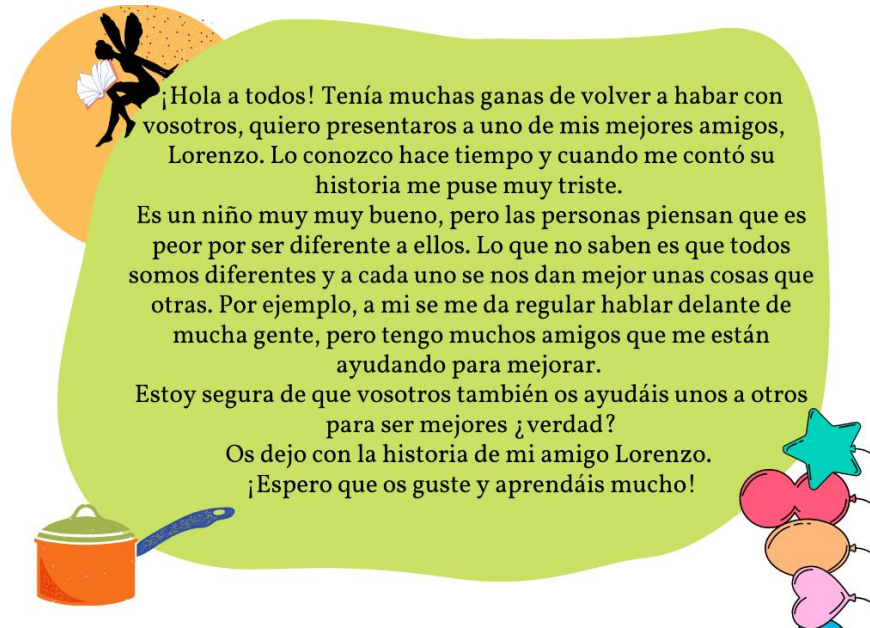 ¡Hola a todos! Tenía muchas ganas de volver a habar con
vosotros, quiero presentaros a uno de mis mejores amigos,
Lorenzo. Lo conozco hace tiempo y cuando me contó su
historia me puse muy triste.
Es un niño muy muy bueno, pero las personas piensan que es
peor por ser diferente a ellos. Lo que no saben es que todos
somos diferentes y a cada uno se nos dan mejor unas cosas que
otras. Por ejemplo, a mi se me da regular hablar delante de
mucha gente, pero tengo muchos amigos que me están
ayudando para mejorar.
Estoy segura de que vosotros también os ayudáis unos a otros
para ser mejores ¿verdad?
Os dejo con la historia de mi amigo Lorenzo.
¡Espero que os guste y aprendáis mucho!